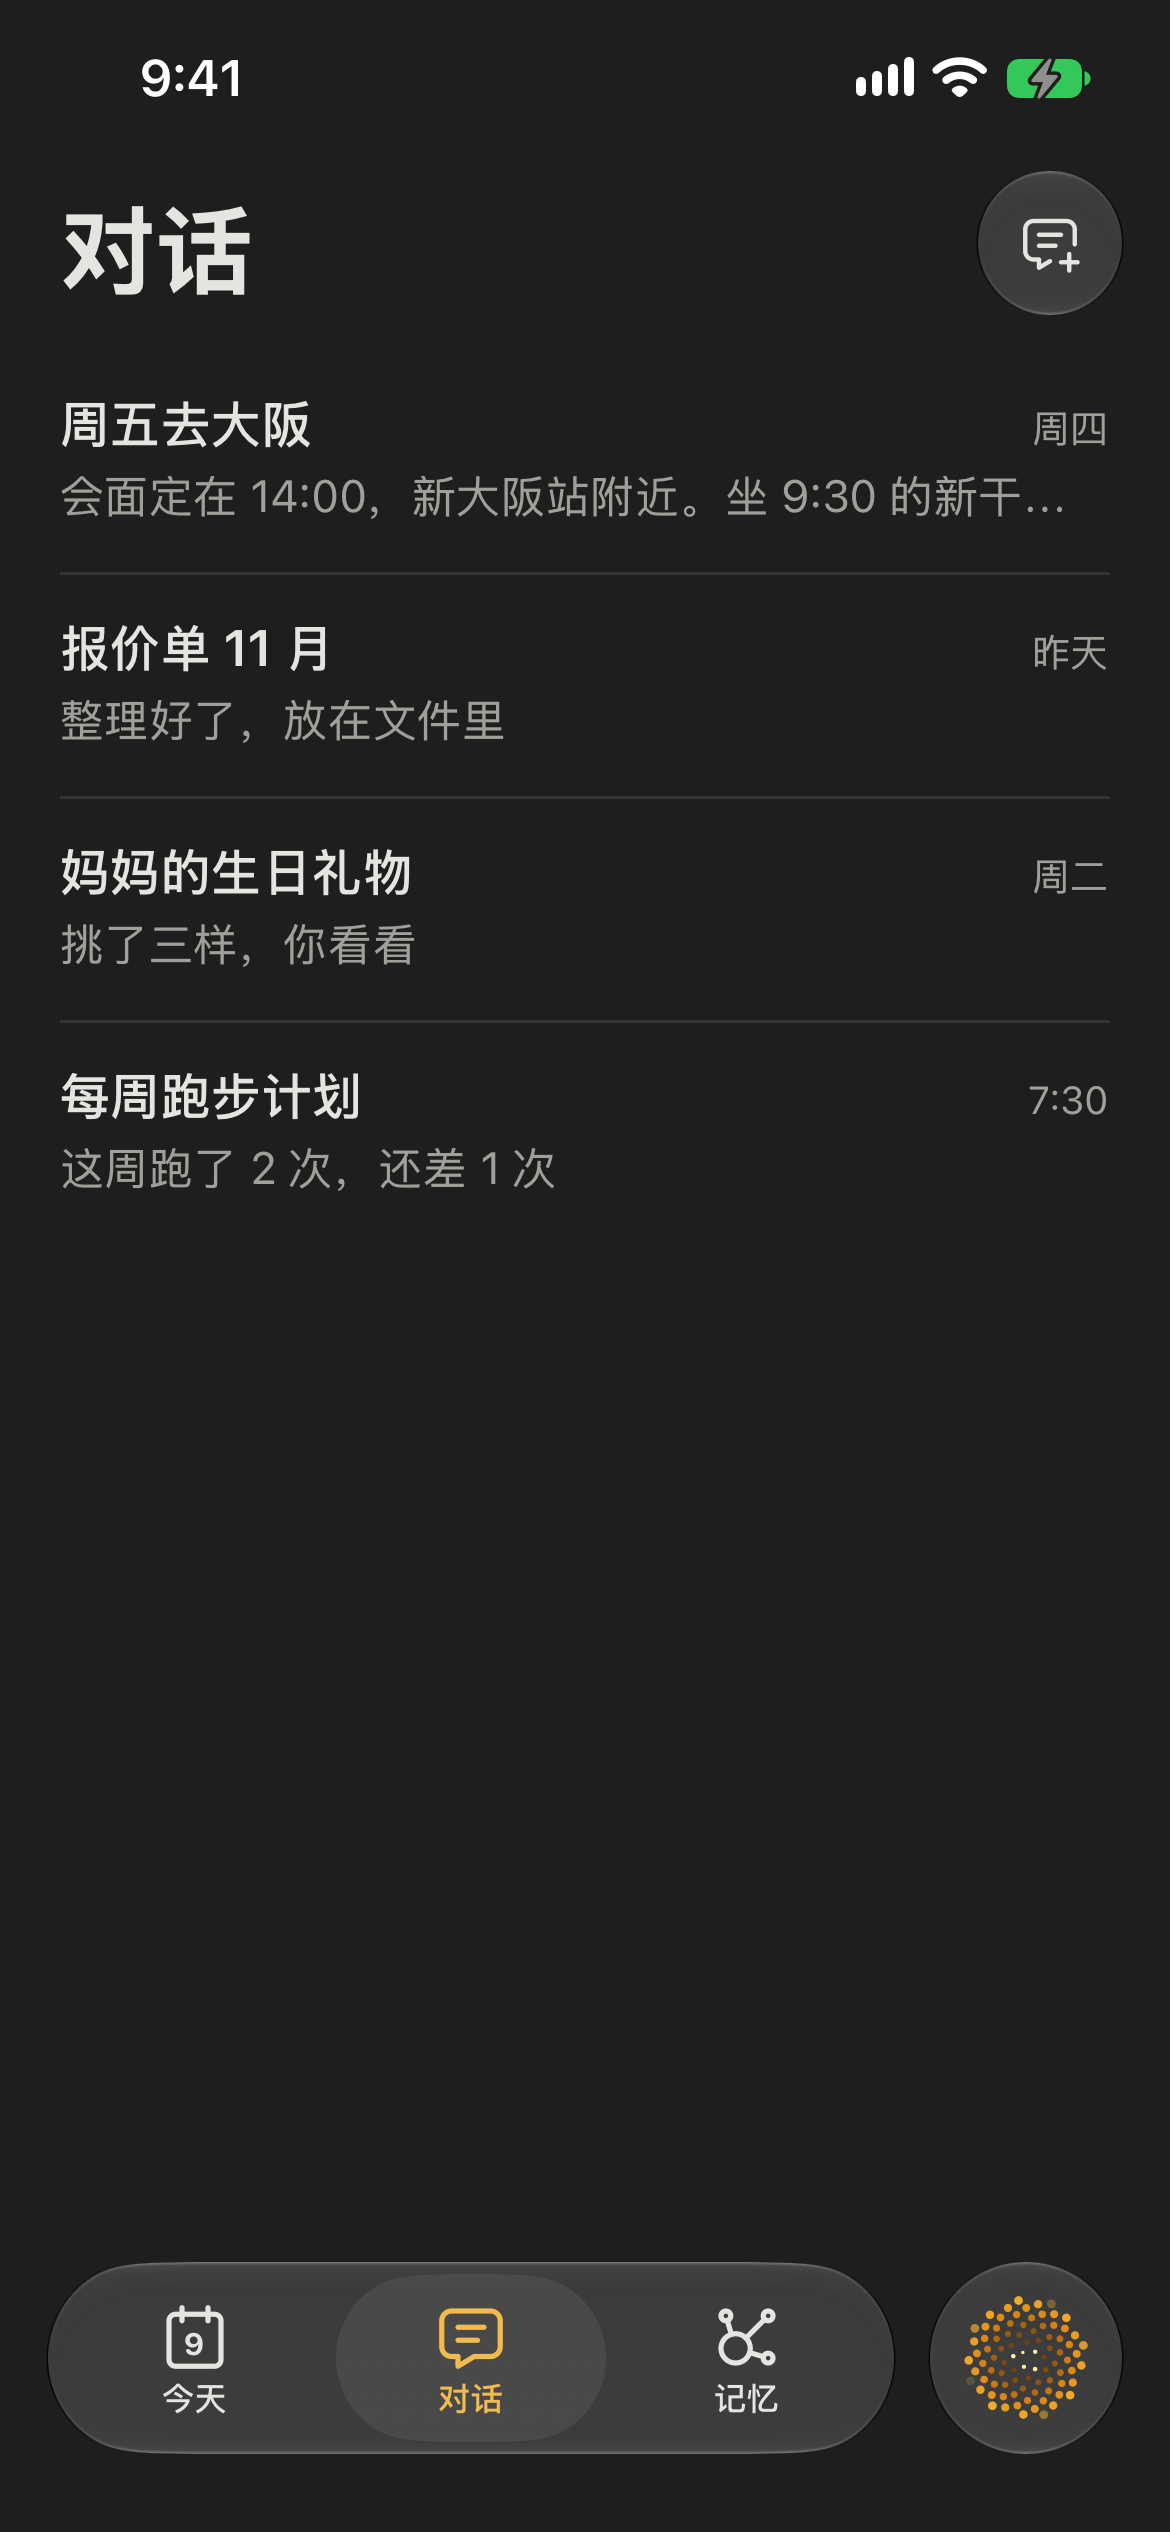 9:41
对话
周五去大阪
周四
会面定在 14:00，新大阪站附近。坐 9:30 的新干...
报价单 11 月
昨天
整理好了，放在文件里
妈妈的生日礼物
周二
挑了三样，你看看
每周跑步计划
7:30
这周跑了 2 次，还差 1 次
9
今天
对话
记忆